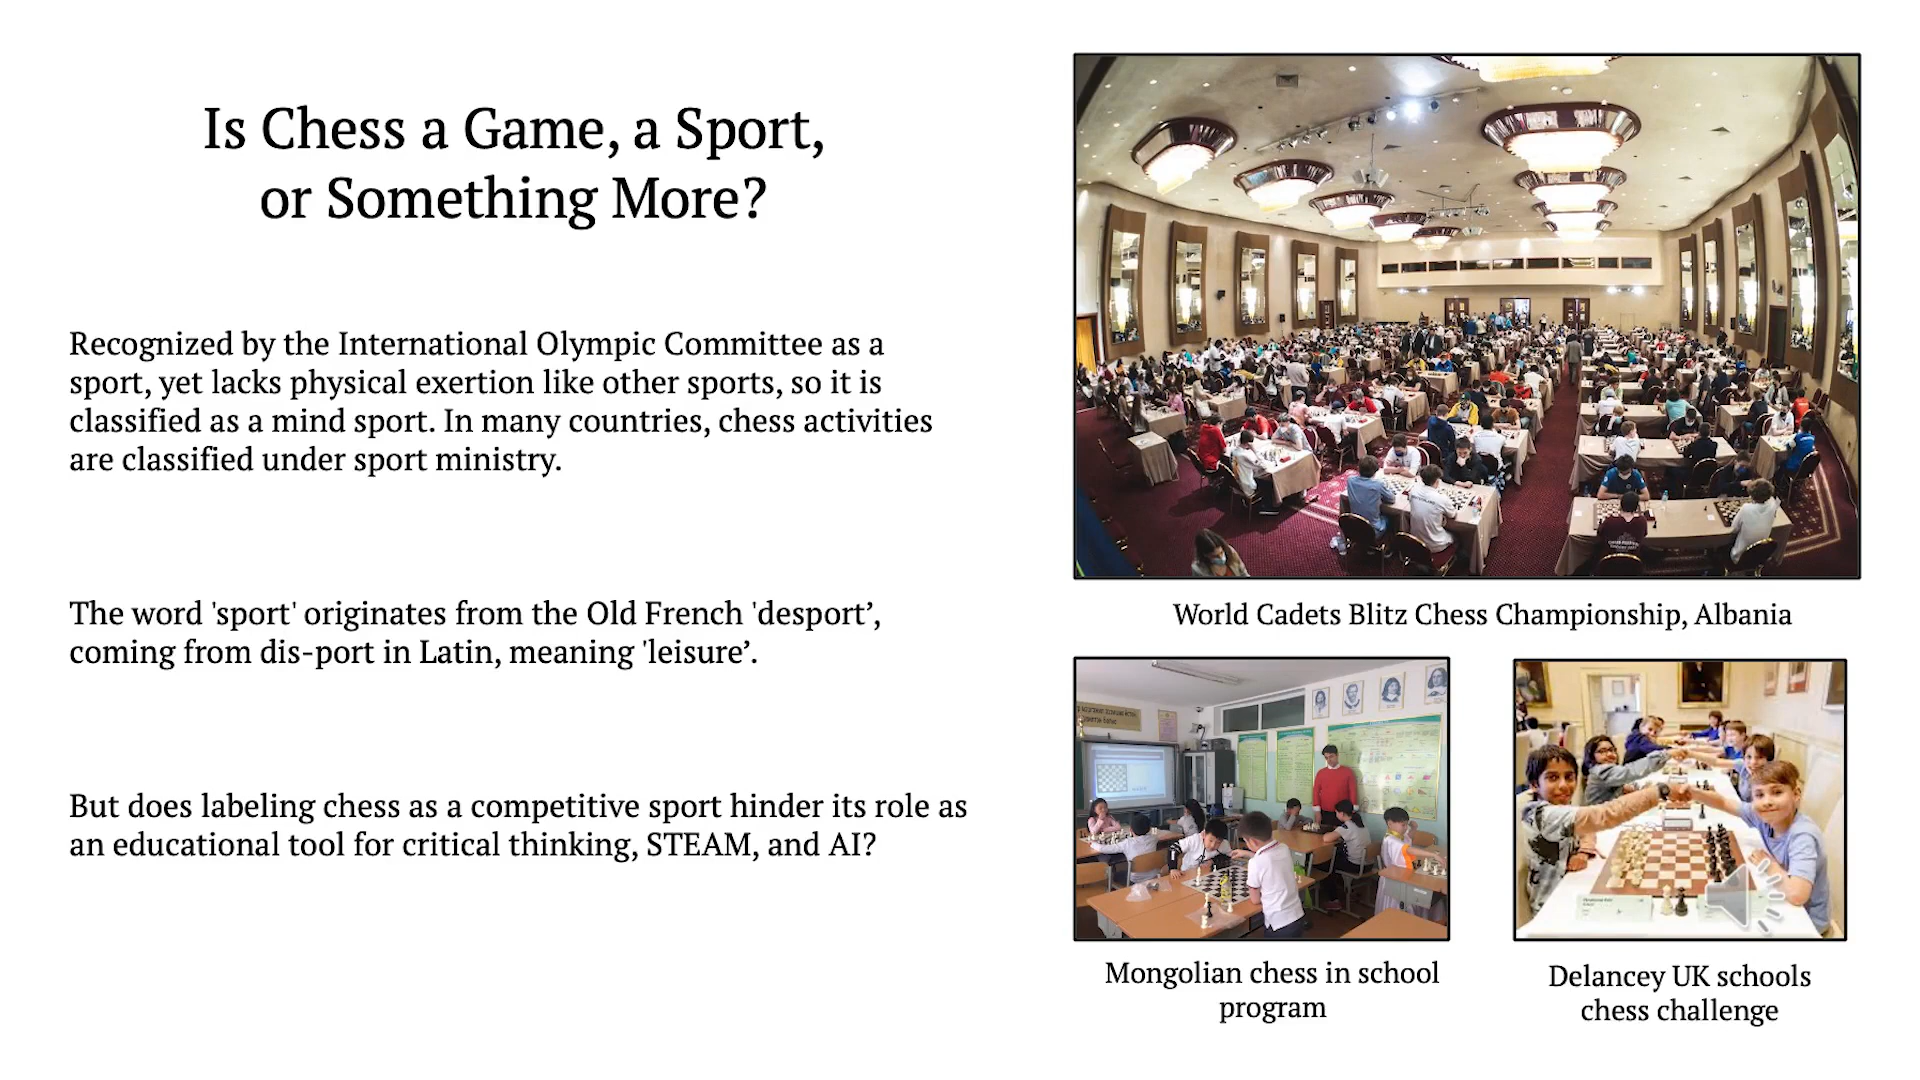 Is Chess a Game, a Sport,
or Something More?
Recognized by the International Olympic Committee as a
sport, yet lacks physical exertion like other sports, so it is
classified as a mind sport. In many countries, chess activities
are classified under sport ministry.
The word 'sport' originates from the Old French 'desport’,
coming from dis-port in Latin, meaning 'leisure’.
But does labeling chess as a competitive sport hinder its role as
an educational tool for critical thinking, STEAM, and AI?
World Cadets Blitz Chess Championship, Albania
Mongolian chess in school
program
Delancey UK schools
chess challenge